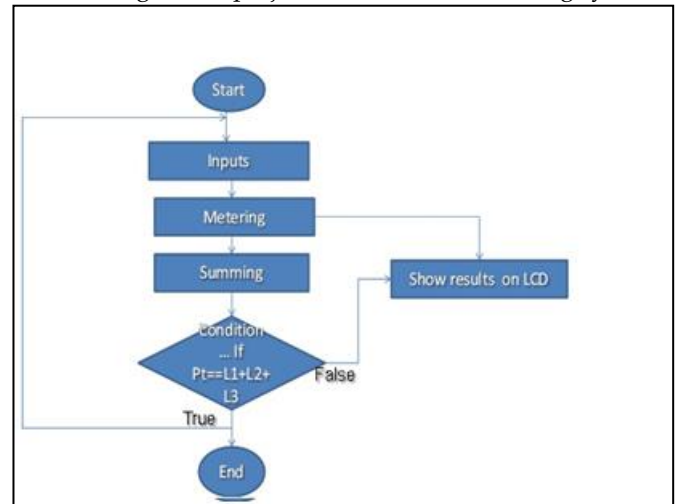 Start
Inputs
Metering
Summing
Show results on LCD
Condition
... If
Pt==L1+L2+
L3
False
True
End